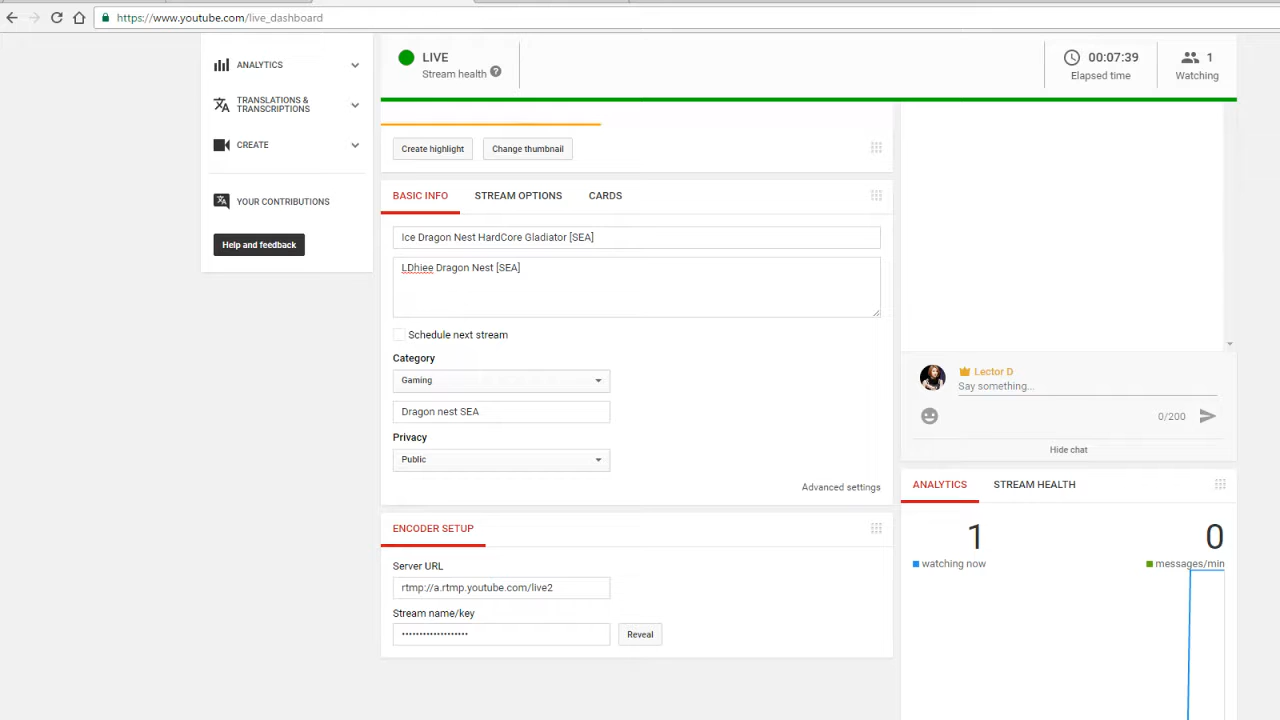 https://www.youtube.com/live_dashboard
ANALYTICS
TRANSLATIONS &
TRANSCRIPTIONS
CREATE
YOUR CONTRIBUTIONS
Help and feedback
LIVE
Stream health ?
00:07:39
Elapsed time
1
Watching
Create highlight
Change thumbnail
BASIC INFO
STREAM OPTIONS
CARDS
Ice Dragon Nest HardCore Gladiator [SEA]
LDhiee Dragon Nest [SEA]
Schedule next stream
Category
Gaming
Dragon nest SEA
Privacy
Public
Advanced settings
ENCODER SETUP
Server URL
rtmp://a.rtmp.youtube.com/live2
Stream name/key
•••••••••••••••••••
Reveal
Lector D
Say something...
0/200
Hide chat
ANALYTICS
STREAM HEALTH
1
watching now
0
messages/min